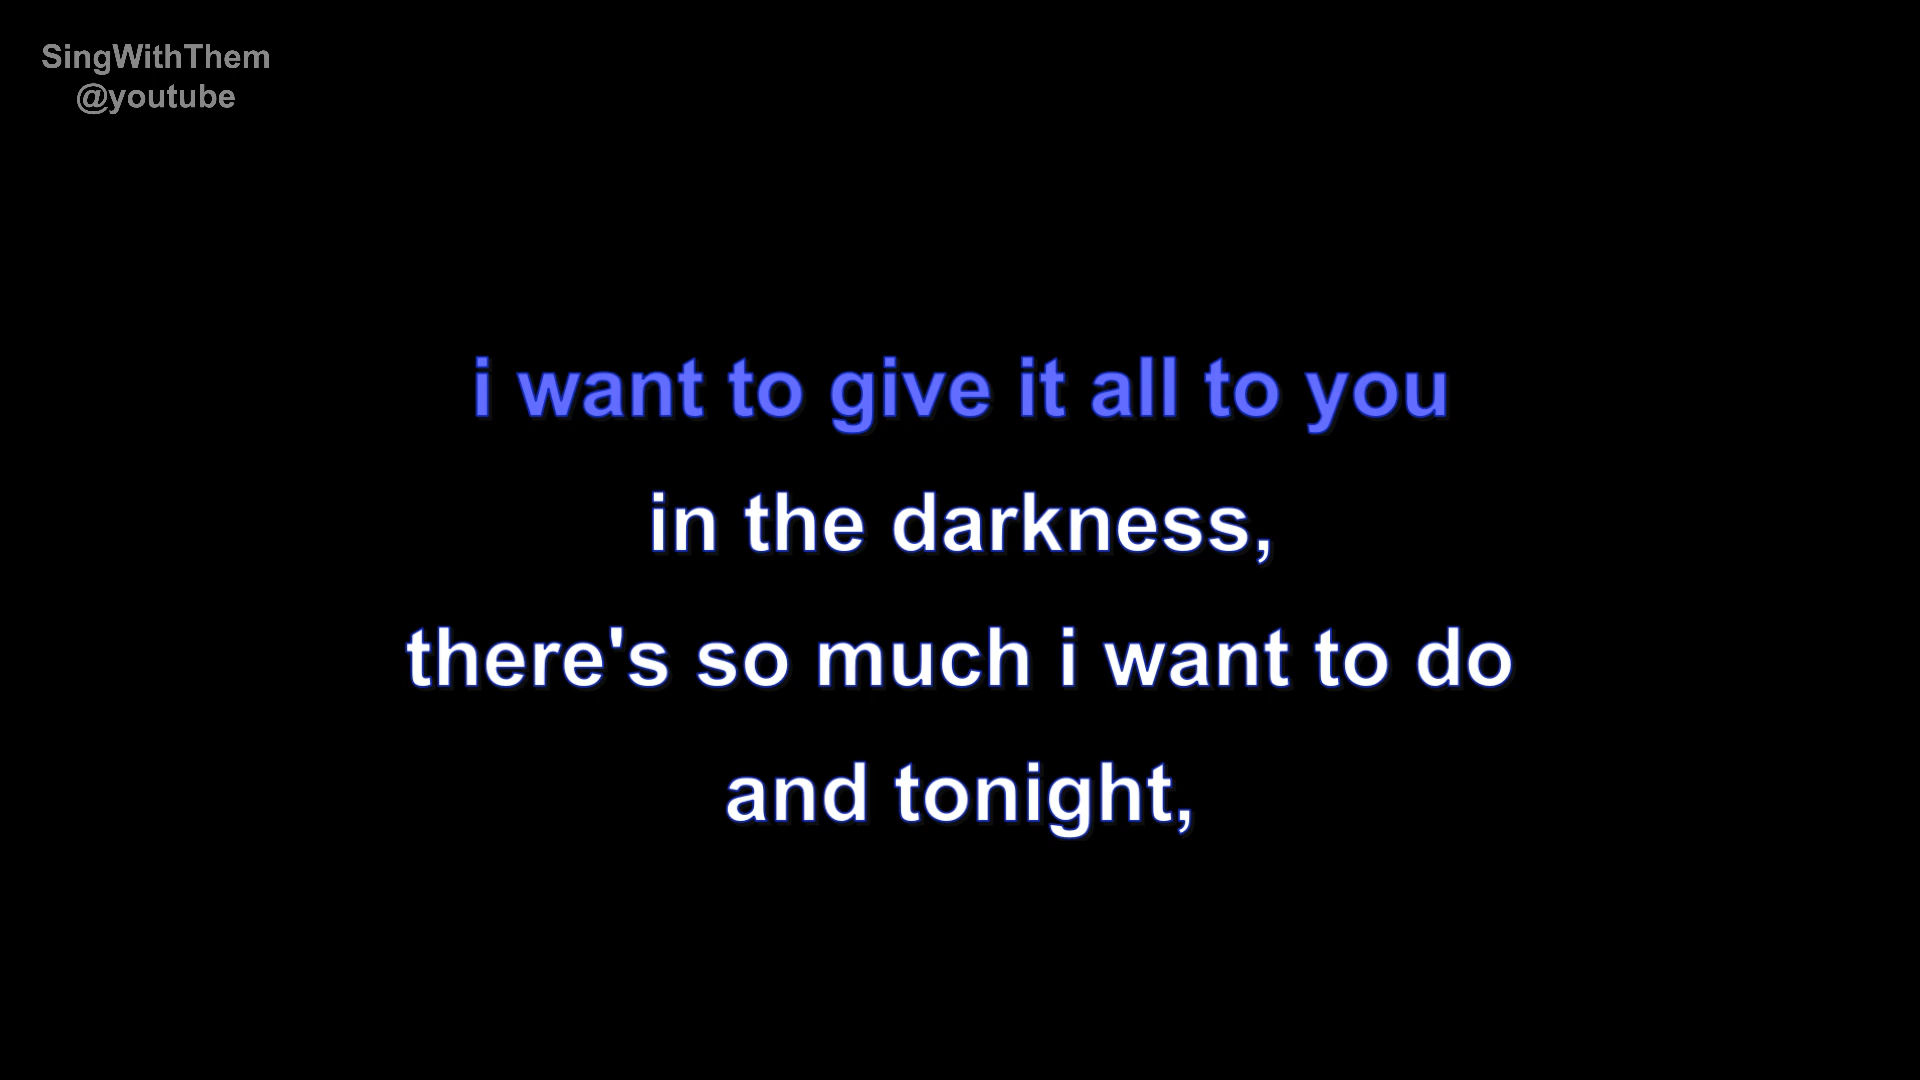 SingWithThem
@youtube
i want to give it all to you
in the darkness,
there's so much i want to do
and tonight,